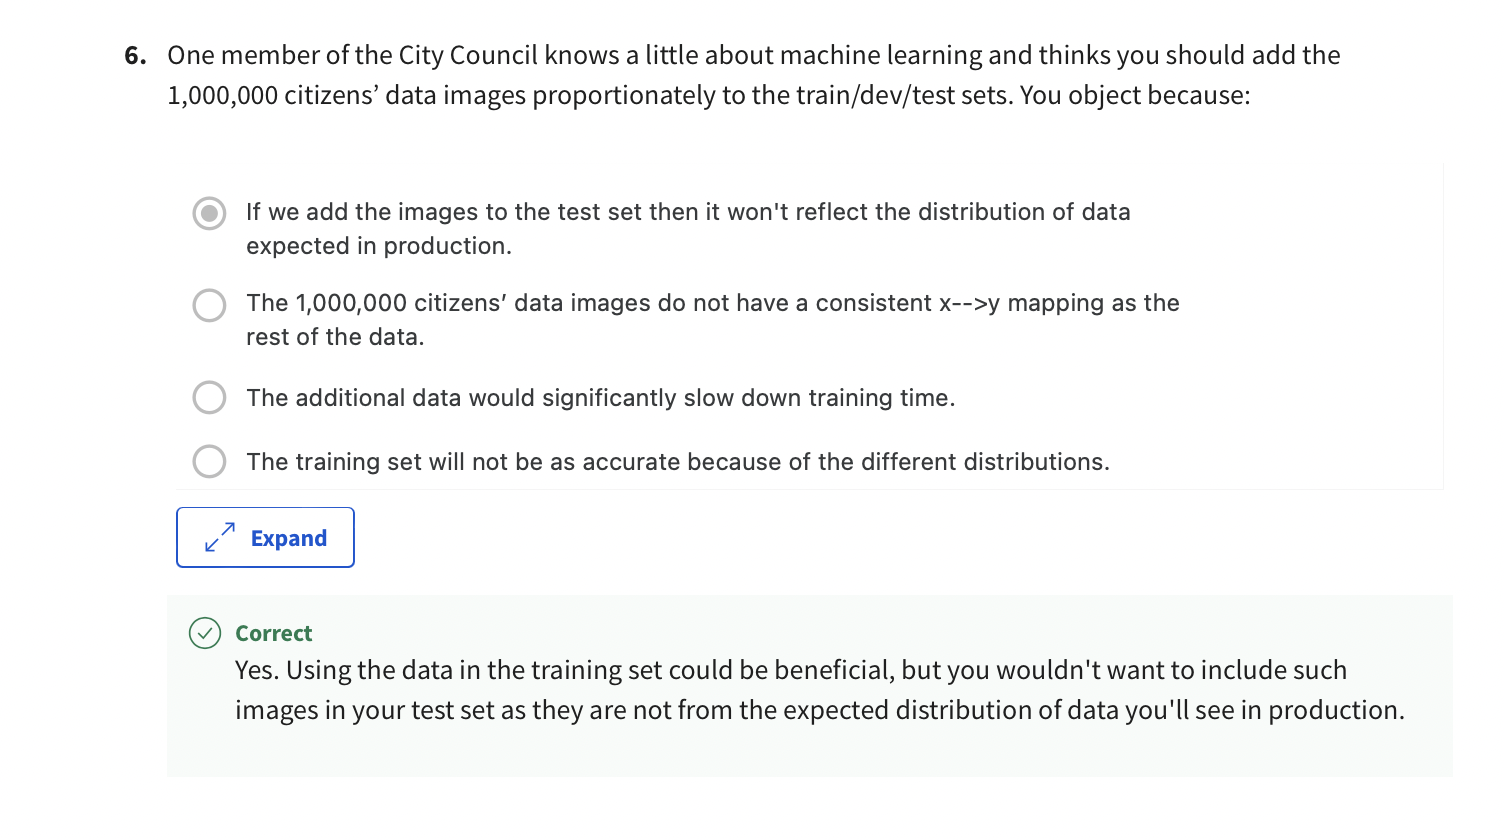 6. One member of the City Council knows a little about machine learning and thinks you should add the
1,000,000 citizens’ data images proportionately to the train/dev/test sets. You object because:
If we add the images to the test set then it won't reflect the distribution of data
expected in production.
The 1,000,000 citizens’ data images do not have a consistent x-->y mapping as the
rest of the data.
The additional data would significantly slow down training time.
The training set will not be as accurate because of the different distributions.
Expand
Correct
Yes. Using the data in the training set could be beneficial, but you wouldn't want to include such
images in your test set as they are not from the expected distribution of data you'll see in production.